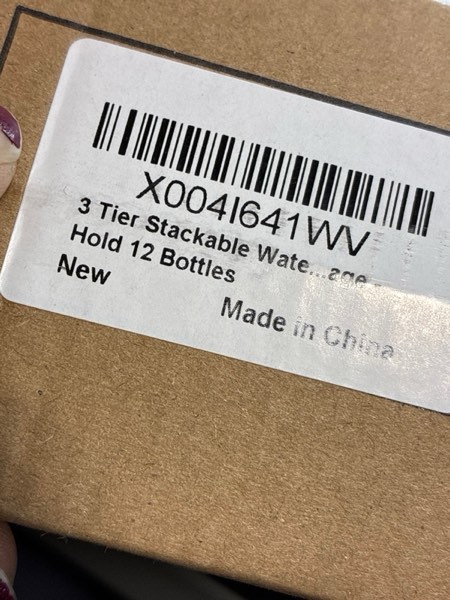 X004I641WV
3 Tier Stackable Wate...age -
Hold 12 Bottles
New
Made in China